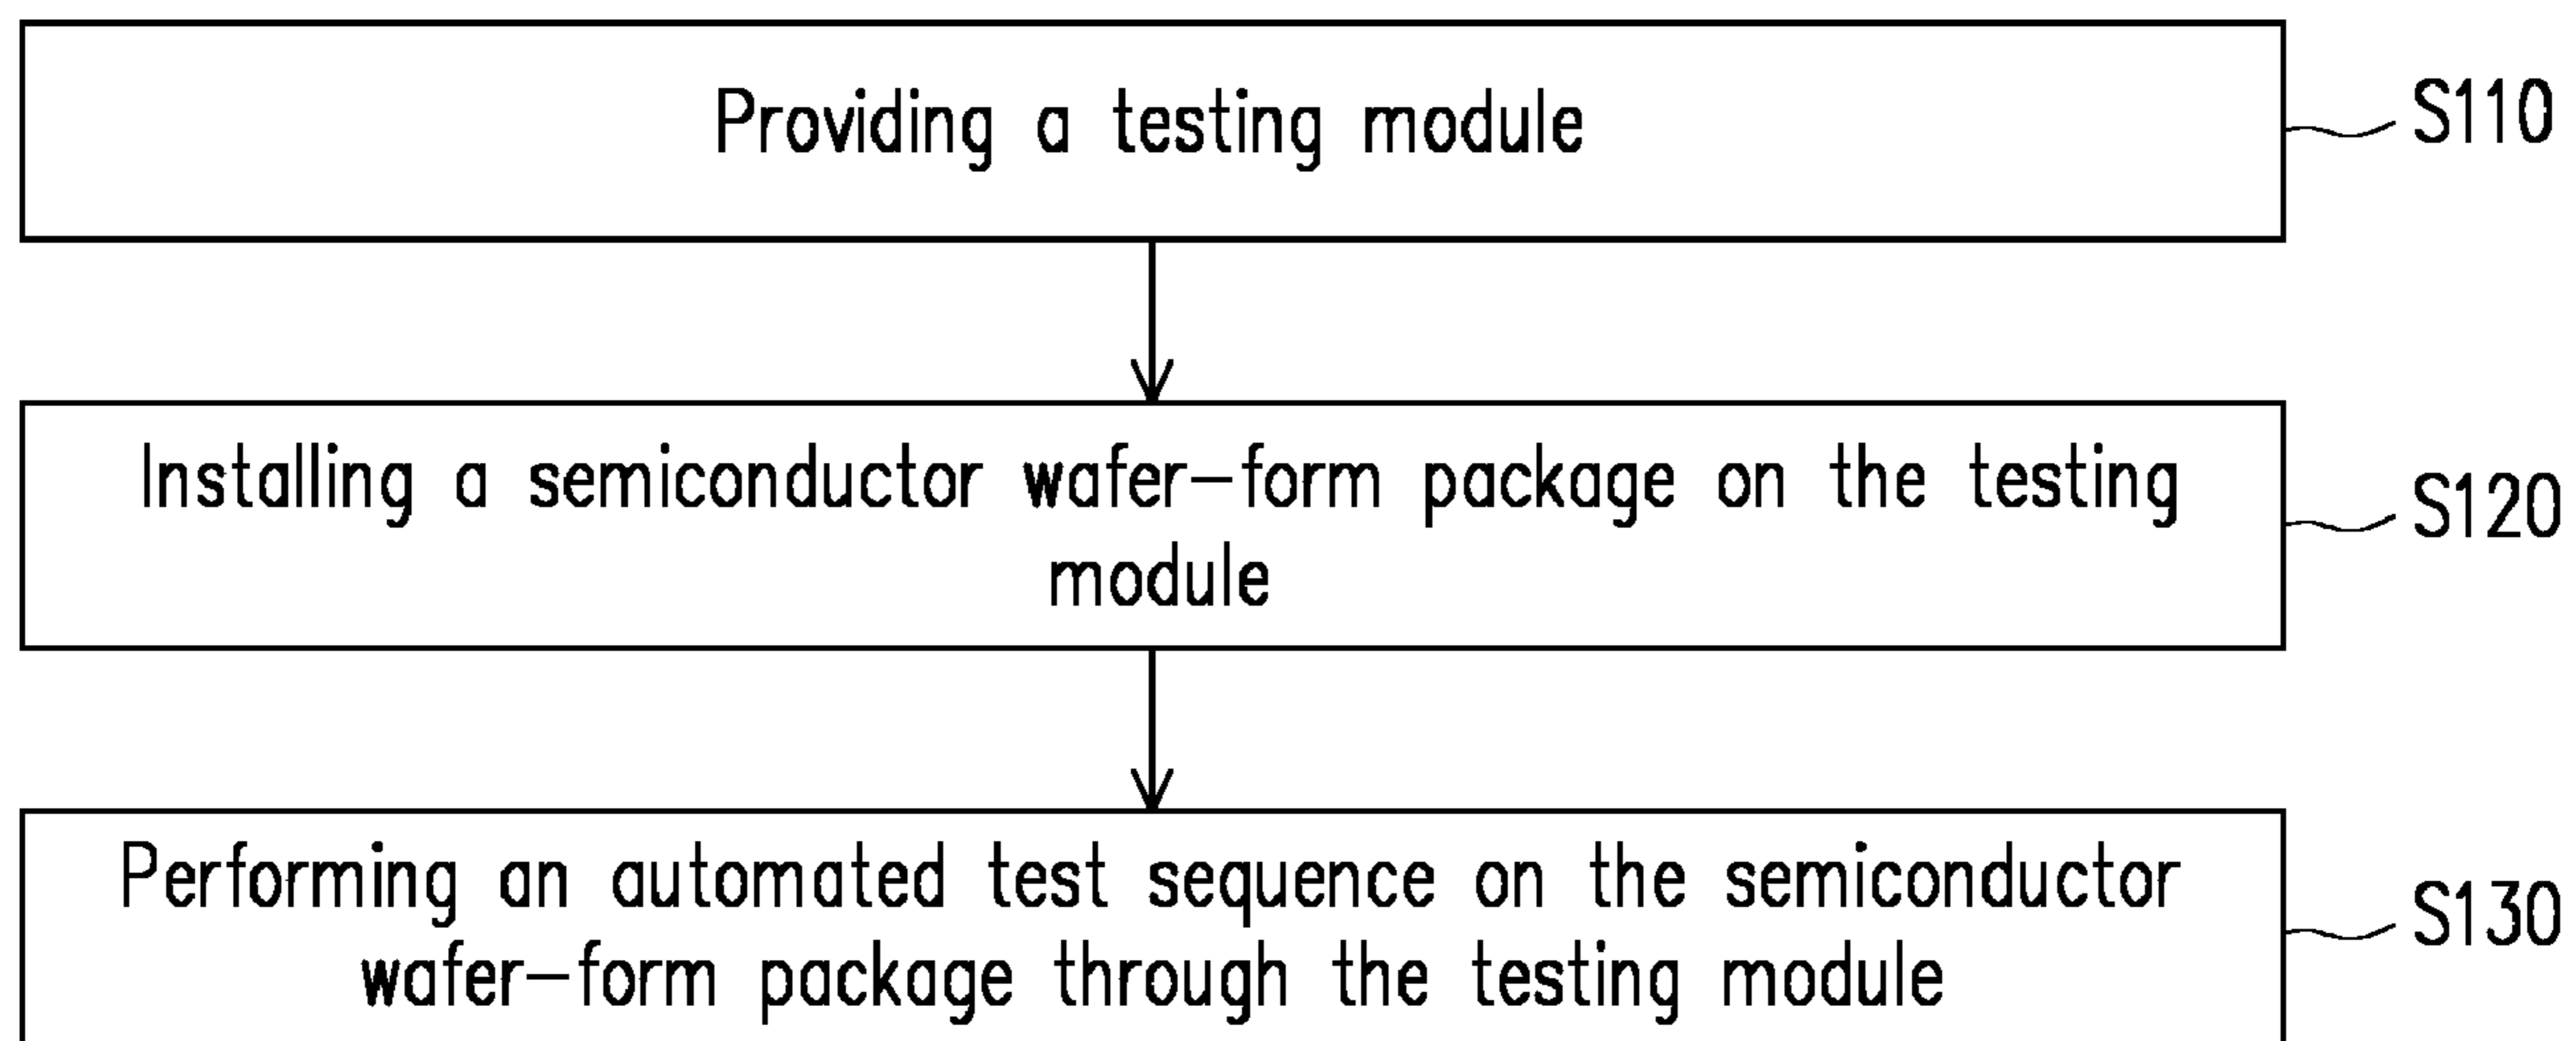 Providing a testing module
S110
Installing a semiconductor wafer-form package on the testing
module
S120
Performing an automated test sequence on the semiconductor
wafer-form package through the testing module
S130